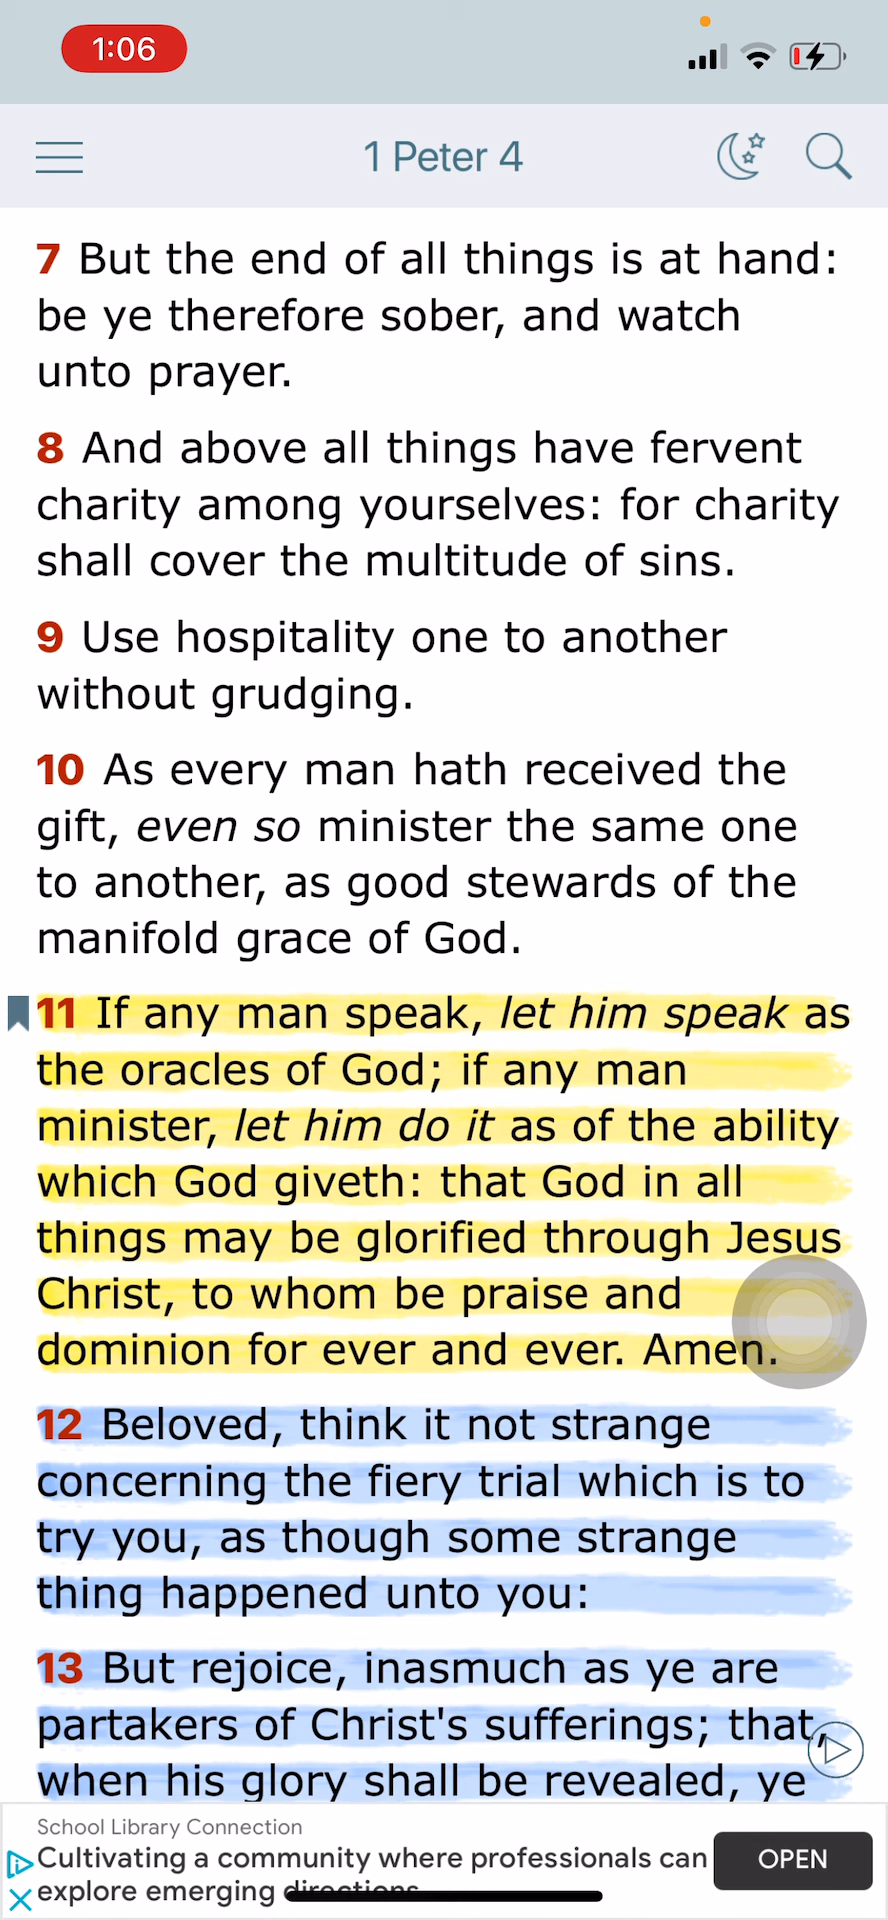 1:06
1 Peter 4
7 But the end of all things is at hand:
be ye therefore sober, and watch
unto prayer.
8 And above all things have fervent
charity among yourselves: for charity
shall cover the multitude of sins.
9 Use hospitality one to another
without grudging.
10 As every man hath received the
gift, even so minister the same one
to another, as good stewards of the
manifold grace of God.
11 If any man speak, let him speak as
the oracles of God; if any man
minister, let him do it as of the ability
which God giveth: that God in all
things may be glorified through Jesus
Christ, to whom be praise and
dominion for ever and ever. Amen.
12 Beloved, think it not strange
concerning the fiery trial which is to
try you, as though some strange
thing happened unto you:
13 But rejoice, inasmuch as ye are
partakers of Christ's sufferings; that,
when his glory shall be revealed, ye
School Library Connection
Cultivating a community where professionals can
explore emerging directions
OPEN